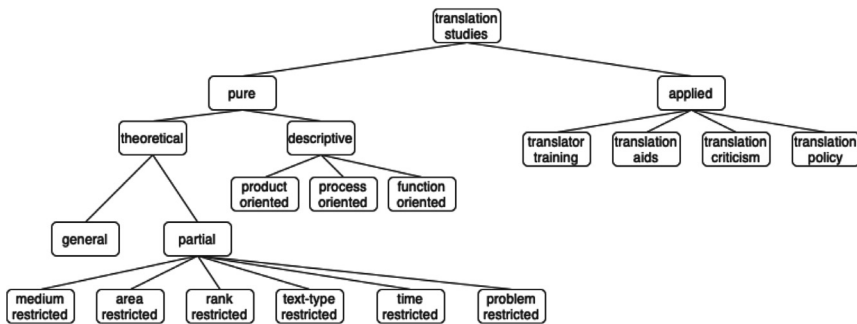 translation
studies
pure
applied
theoretical
descriptive
translator
training
translation
aids
translation
criticism
translation
policy
product
oriented
process
oriented
function
oriented
general
partial
medium
restricted
area
restricted
rank
restricted
text-type
restricted
time
restricted
problem
restricted